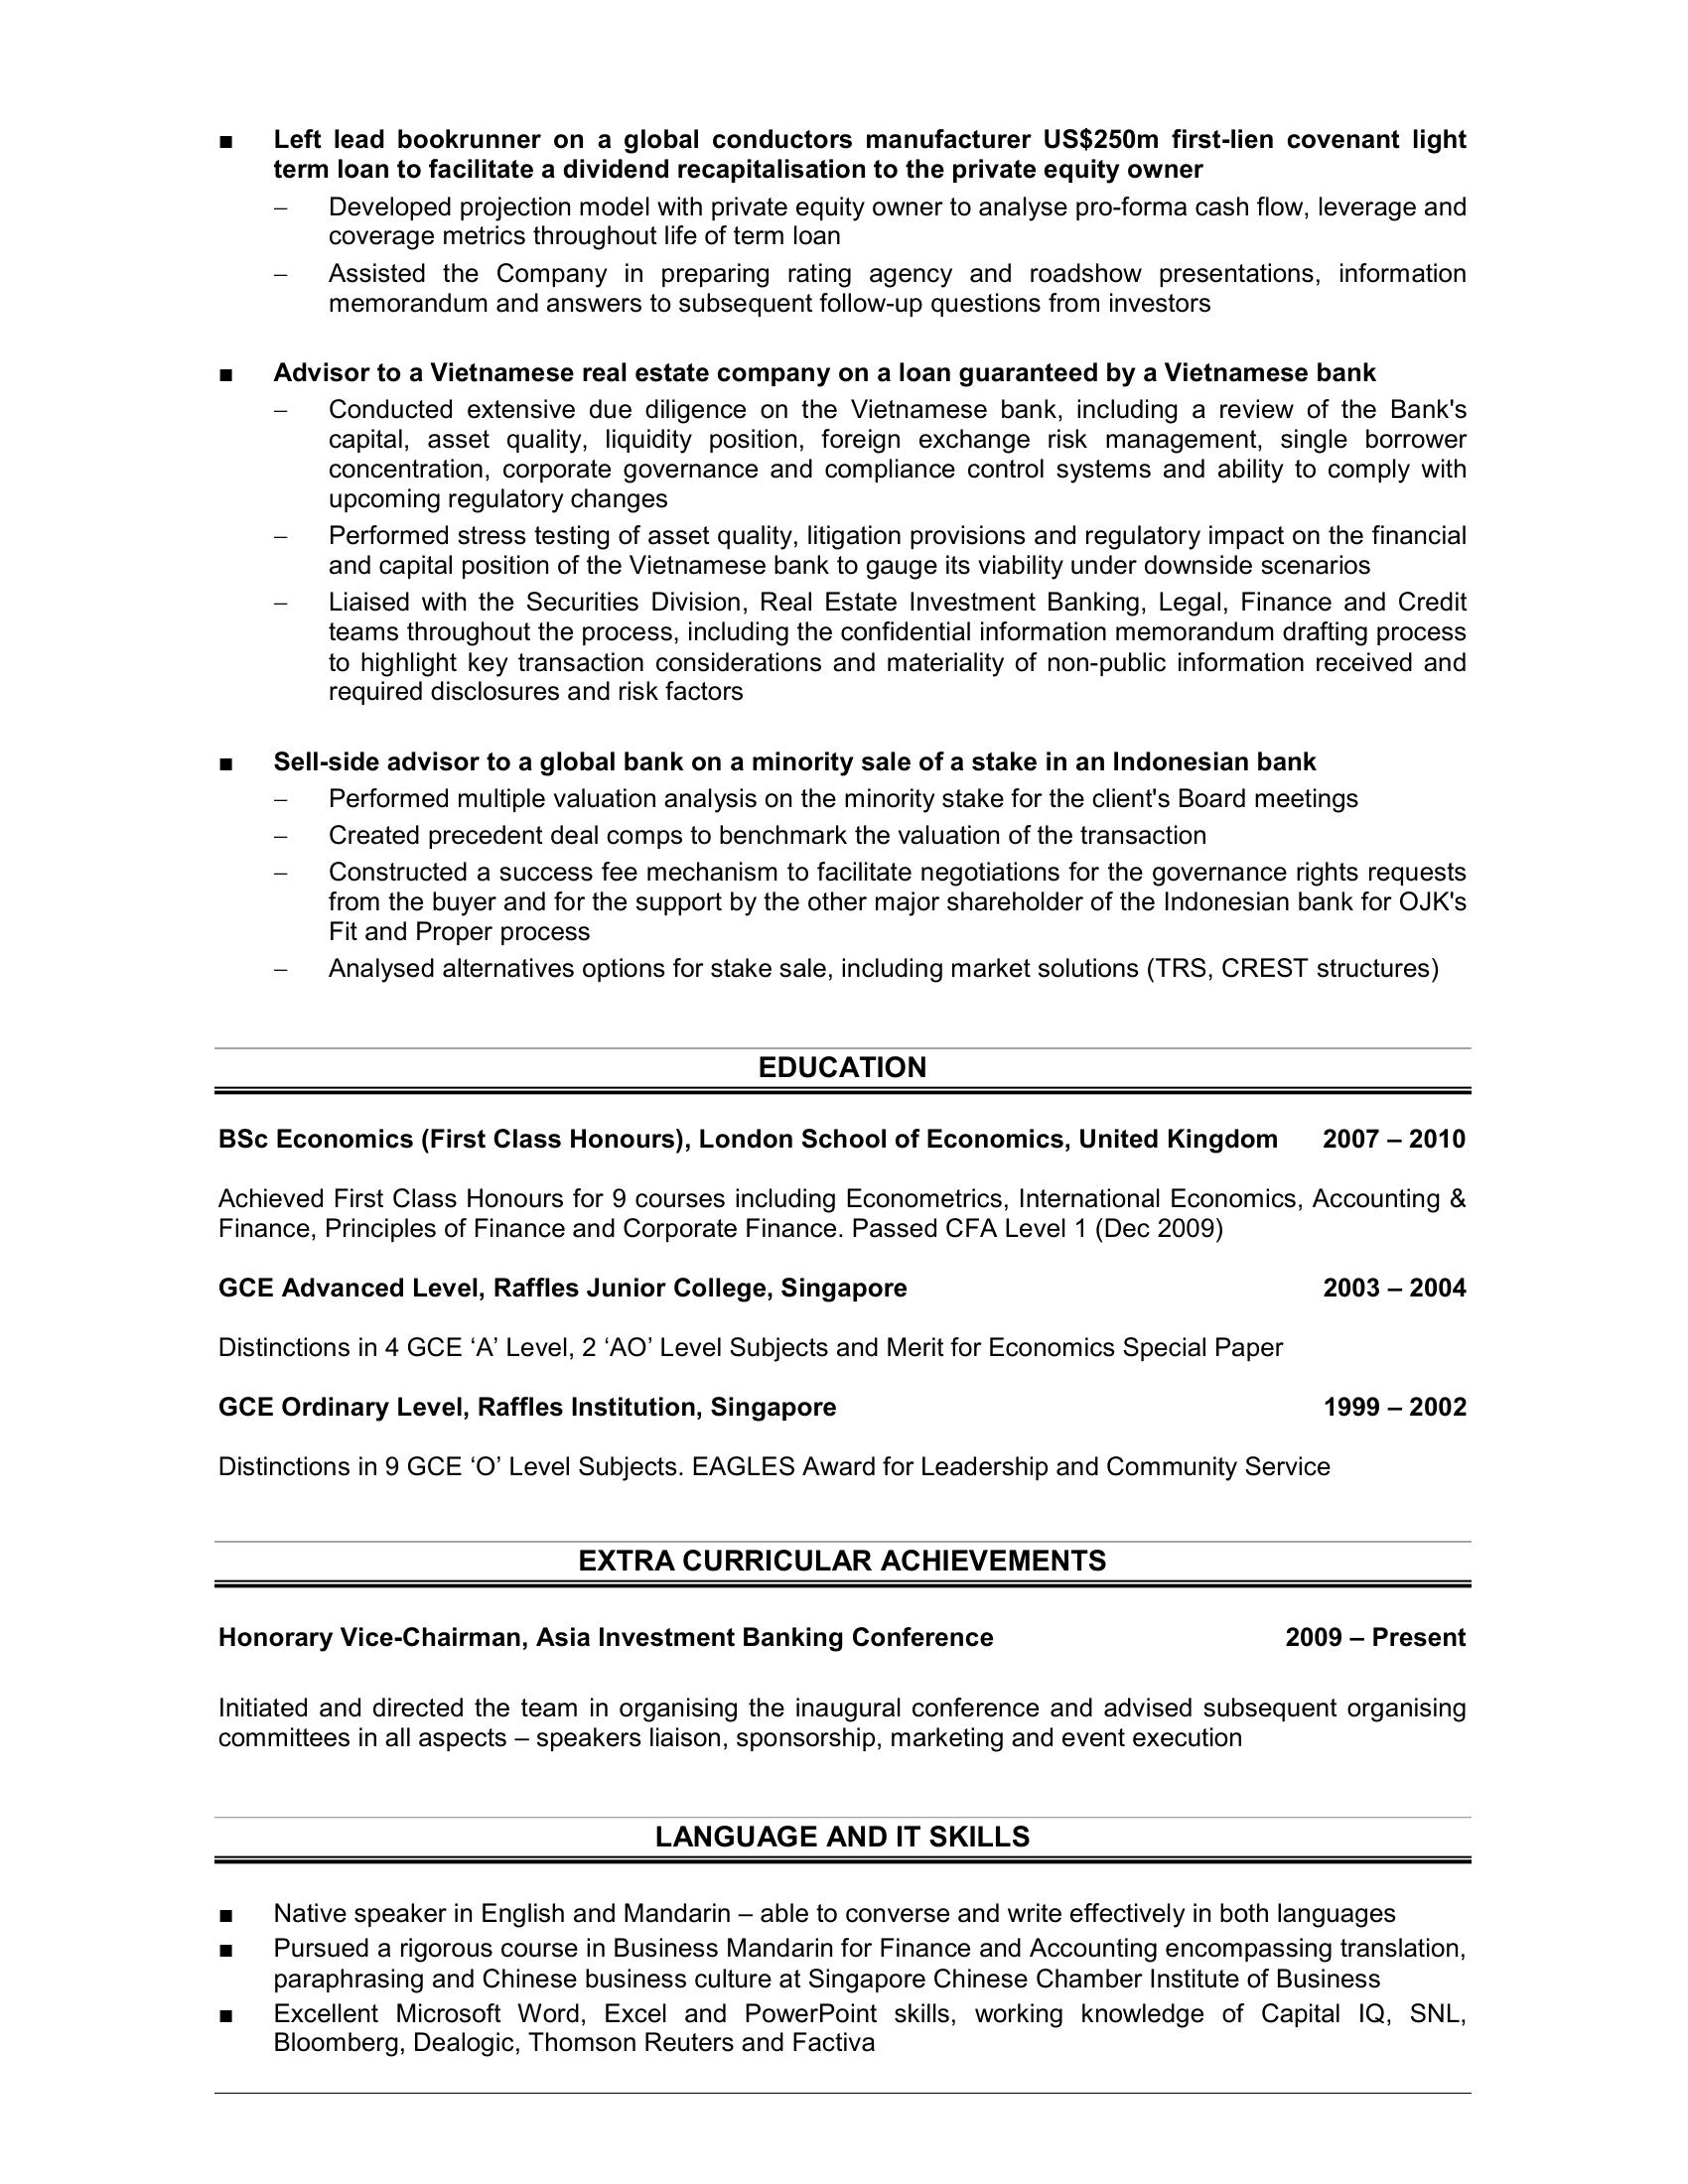 ■ Left lead bookrunner on a global conductors manufacturer US$250m first-lien covenant light
term loan to facilitate a dividend recapitalisation to the private equity owner
– Developed projection model with private equity owner to analyse pro-forma cash flow, leverage and
coverage metrics throughout life of term loan
– Assisted the Company in preparing rating agency and roadshow presentations, information
memorandum and answers to subsequent follow-up questions from investors
■ Advisor to a Vietnamese real estate company on a loan guaranteed by a Vietnamese bank
– Conducted extensive due diligence on the Vietnamese bank, including a review of the Bank's
capital, asset quality, liquidity position, foreign exchange risk management, single borrower
concentration, corporate governance and compliance control systems and ability to comply with
upcoming regulatory changes
– Performed stress testing of asset quality, litigation provisions and regulatory impact on the financial
and capital position of the Vietnamese bank to gauge its viability under downside scenarios
– Liaised with the Securities Division, Real Estate Investment Banking, Legal, Finance and Credit
teams throughout the process, including the confidential information memorandum drafting process
to highlight key transaction considerations and materiality of non-public information received and
required disclosures and risk factors
■ Sell-side advisor to a global bank on a minority sale of a stake in an Indonesian bank
– Performed multiple valuation analysis on the minority stake for the client's Board meetings
– Created precedent deal comps to benchmark the valuation of the transaction
– Constructed a success fee mechanism to facilitate negotiations for the governance rights requests
from the buyer and for the support by the other major shareholder of the Indonesian bank for OJK's
Fit and Proper process
– Analysed alternatives options for stake sale, including market solutions (TRS, CREST structures)
EDUCATION
BSc Economics (First Class Honours), London School of Economics, United Kingdom 2007 – 2010
Achieved First Class Honours for 9 courses including Econometrics, International Economics, Accounting &
Finance, Principles of Finance and Corporate Finance. Passed CFA Level 1 (Dec 2009)
GCE Advanced Level, Raffles Junior College, Singapore 2003 – 2004
Distinctions in 4 GCE ‘A’ Level, 2 ‘AO’ Level Subjects and Merit for Economics Special Paper
GCE Ordinary Level, Raffles Institution, Singapore 1999 – 2002
Distinctions in 9 GCE ‘O’ Level Subjects. EAGLES Award for Leadership and Community Service
EXTRA CURRICULAR ACHIEVEMENTS
Honorary Vice-Chairman, Asia Investment Banking Conference 2009 – Present
Initiated and directed the team in organising the inaugural conference and advised subsequent organising
committees in all aspects – speakers liaison, sponsorship, marketing and event execution
LANGUAGE AND IT SKILLS
■ Native speaker in English and Mandarin – able to converse and write effectively in both languages
■ Pursued a rigorous course in Business Mandarin for Finance and Accounting encompassing translation,
paraphrasing and Chinese business culture at Singapore Chinese Chamber Institute of Business
■ Excellent Microsoft Word, Excel and PowerPoint skills, working knowledge of Capital IQ, SNL,
Bloomberg, Dealogic, Thomson Reuters and Factiva